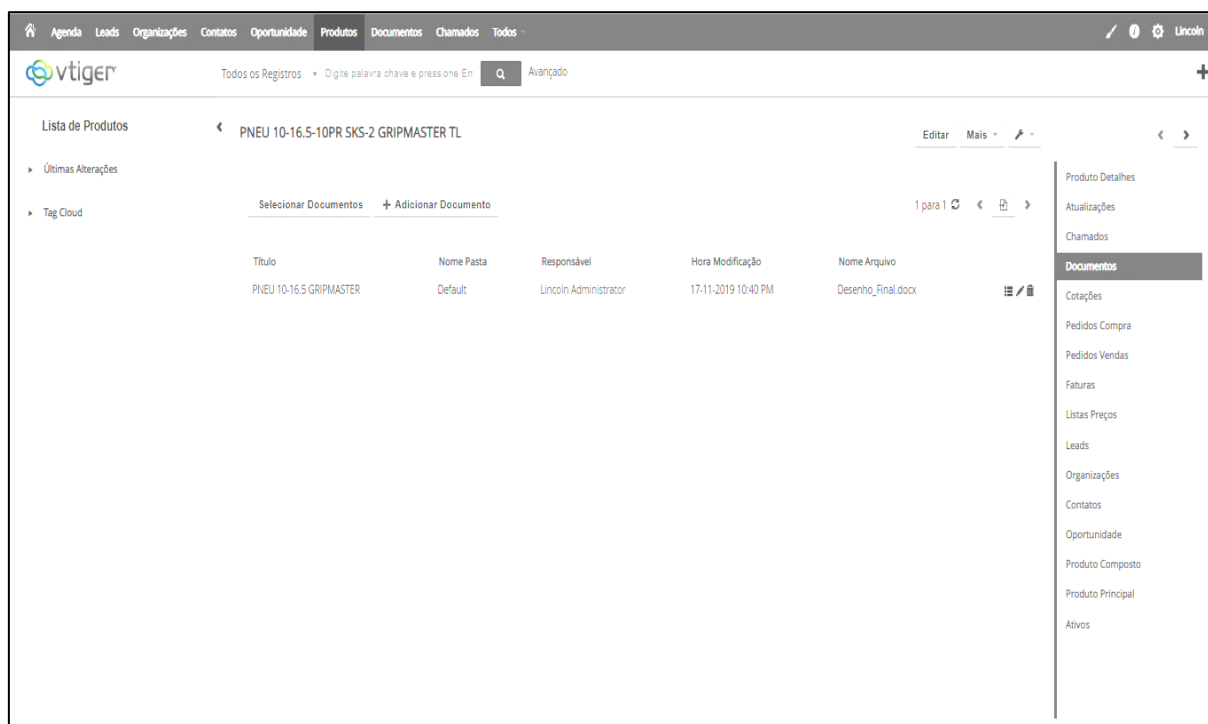 Agenda Leads Organizações Contatos Oportunidade Produtos Documentos Chamados Todos Lincoln
vtiger Todos os Registros Digite palavra chave e pressione En Avançado
Lista de Produtos
Últimas Alterações
Tag Cloud
PNEU 10-16.5-10PR SKS-2 GRIPMASTER TL Editar Mais
Selecionar Documentos + Adicionar Documento 1 para 1
Título Nome Pasta Responsável Hora Modificação Nome Arquivo
PNEU 10-16.5 GRIPMASTER Default Lincoln Administrator 17-11-2019 10:40 PM Desenho_Final.docx
Produto Detalhes
Atualizações
Chamados
Documentos
Cotações
Pedidos Compra
Pedidos Vendas
Faturas
Listas Preços
Leads
Organizações
Contatos
Oportunidade
Produto Composto
Produto Principal
Ativos